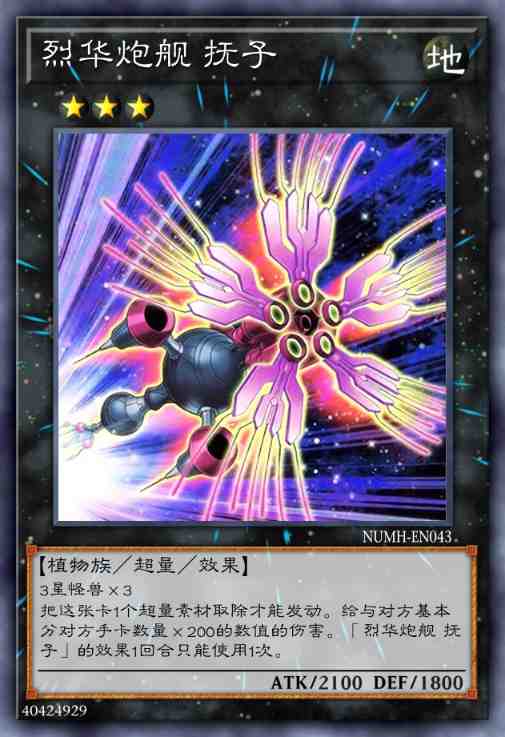 烈华炮舰 抚子
地
NUMH-EN043
【植物族／超量／效果】
3星怪兽×3
把这张卡1个超量素材取除才能发动。给与对方基本
分对方手卡数量×200的数值的伤害。「烈华炮舰 抚
子」的效果1回合只能使用1次。
ATK/2100 DEF/1800
40424929